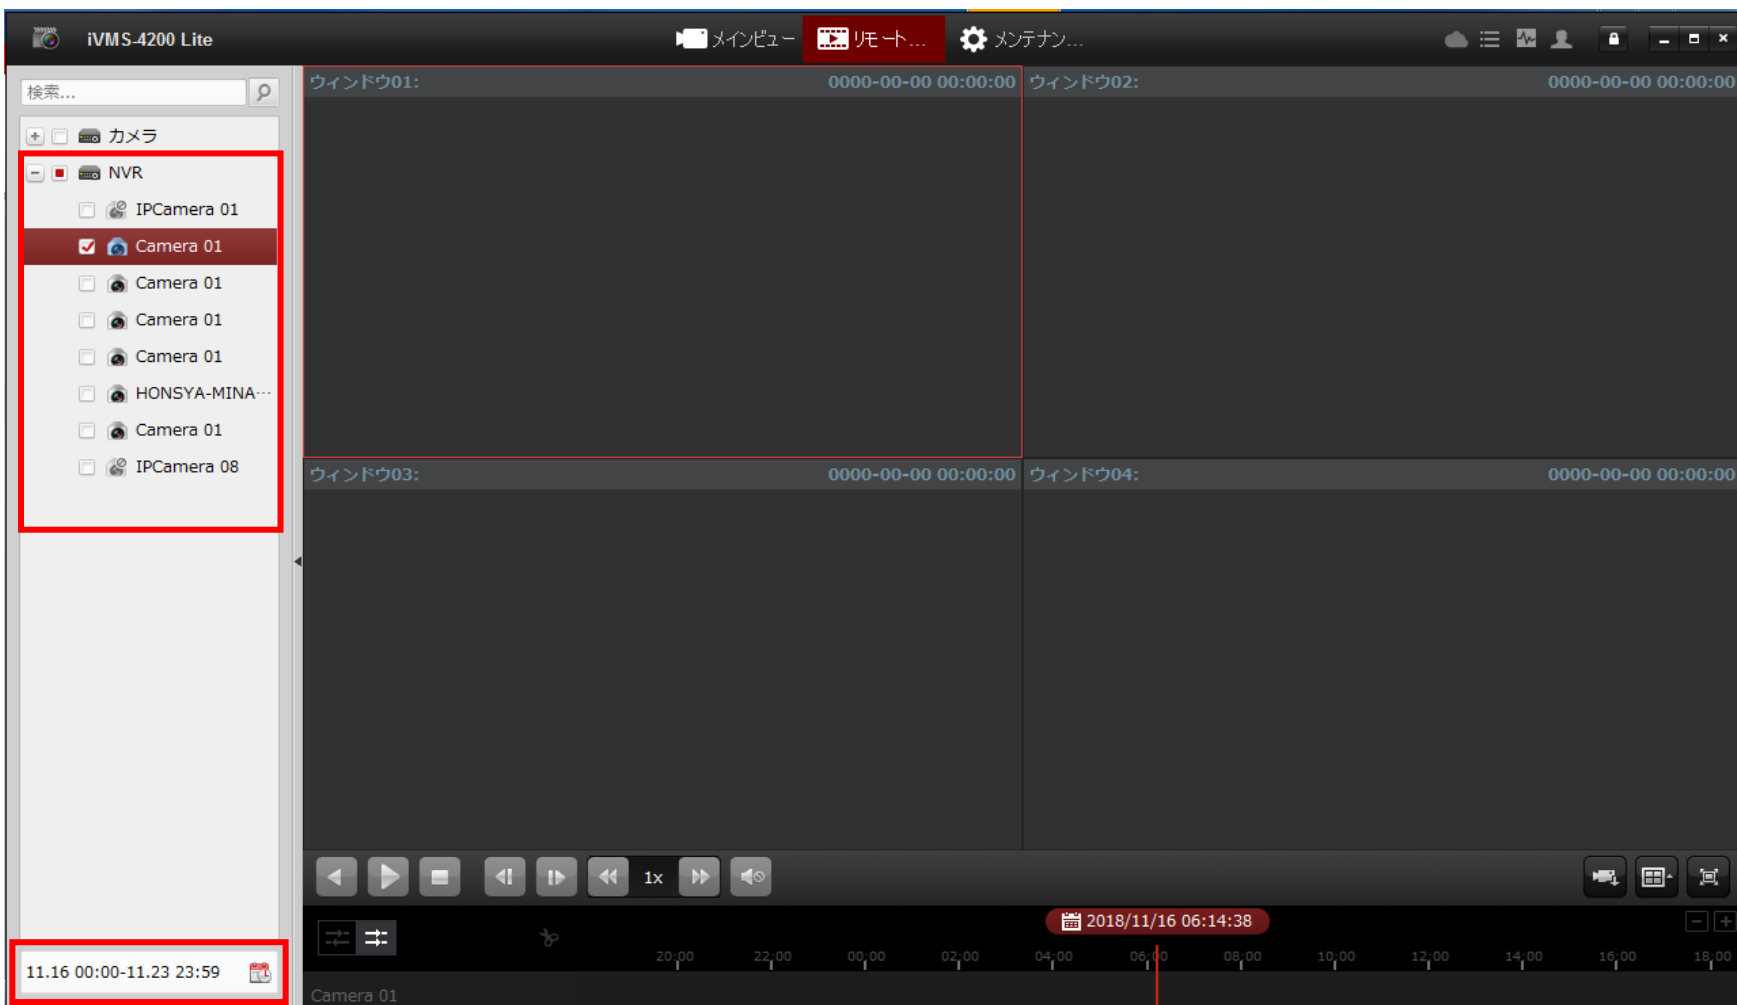 iVMS-4200 Lite
メインビュー
リモート...
メンテナン...
検索...
カメラ
NVR
IPCamera 01
Camera 01
Camera 01
Camera 01
Camera 01
HONSYA-MINA…
Camera 01
IPCamera 08
11.16 00:00-11.23 23:59
ウィンドウ01: 0000-00-00 00:00:00
ウィンドウ02: 0000-00-00 00:00:00
ウィンドウ03: 0000-00-00 00:00:00
ウィンドウ04: 0000-00-00 00:00:00
1x
2018/11/16 06:14:38
20:00 22:00 00:00 02:00 04:00 06:00 08:00 10:00 12:00 14:00 16:00 18:00
Camera 01